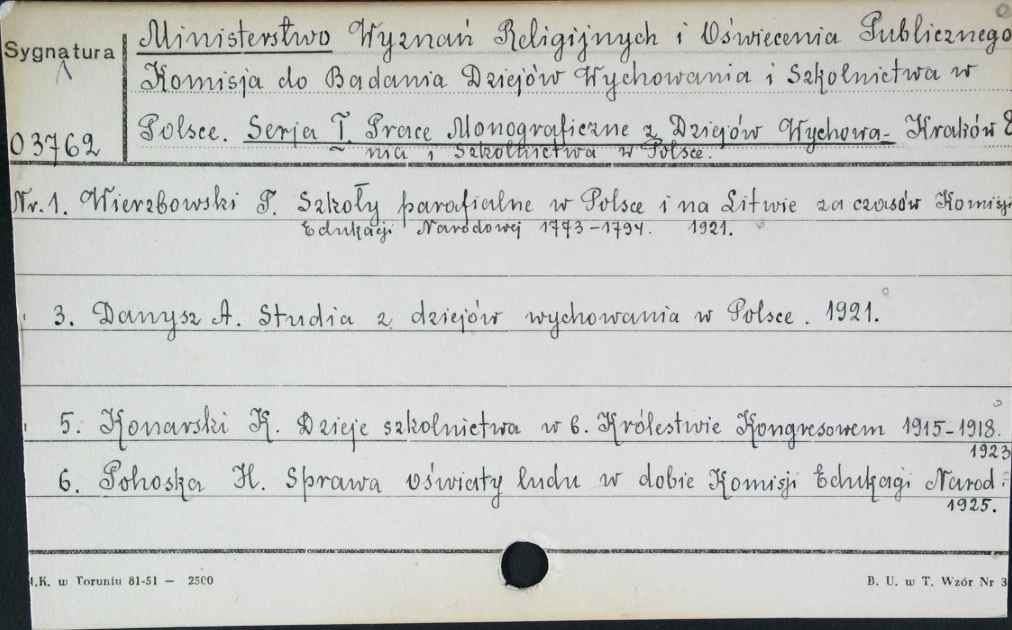 Sygnatura
03762
Ministerstwo Wyznań Religijnych i Oświecenia Publicznego
Komisja do Badania Dziejów Wychowania i Szkolnictwa w
Polsce. Serja I. Prace Monograficzne z Dziejów Wychowa- Kraków
nia i Szkolnictwa w Polsce.
Nr. 1. Wierzbowski T. Szkoły parafialne w Polsce i na Litwie za czasów Komisji
Edukacji Narodowej 1773-1794. 1921.
3. Danysz A. Studia z dziejów wychowania w Polsce. 1921.
5. Konarski K. Dzieje szkolnictwa w b. Królestwie Kongresowem 1915-1918.
1923
6. Pohoska H. Sprawa oświaty ludu w dobie Komisji Edukacji Narod.
1925.
I.K. w Toruniu 81-51 — 2500
B. U. w T. Wzór Nr 3